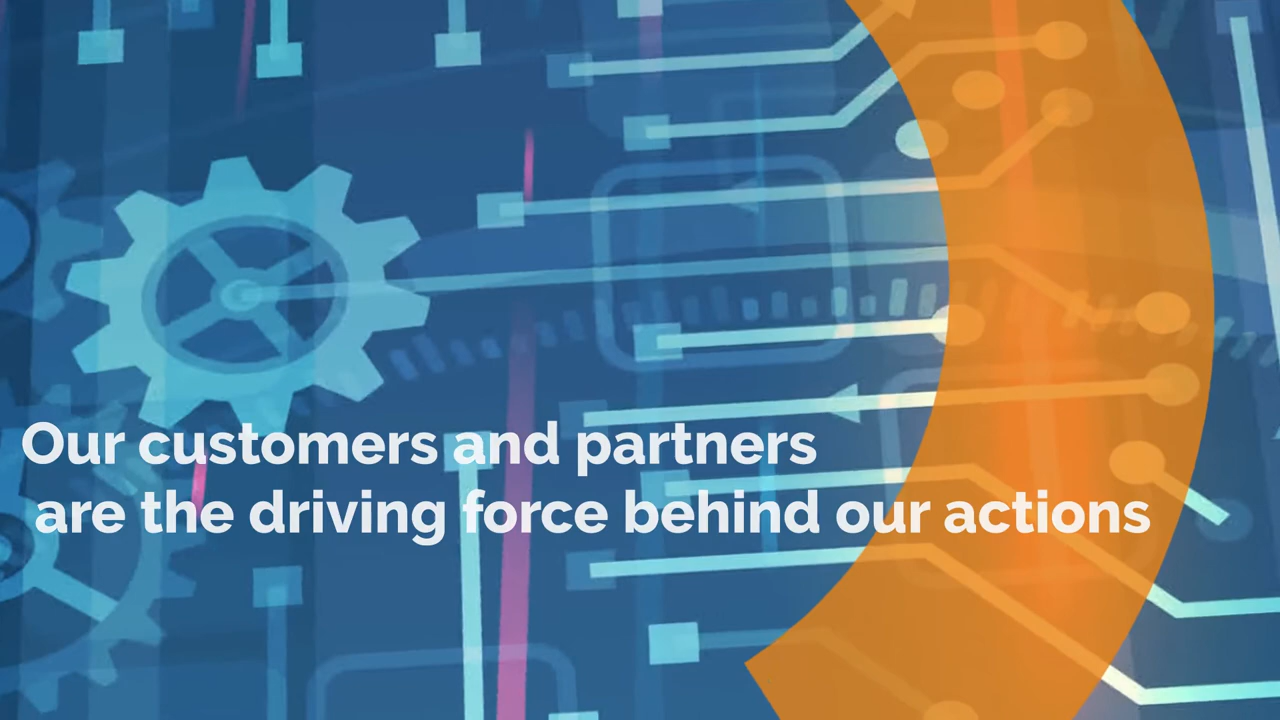 Our customers and partners
are the driving force behind our actions